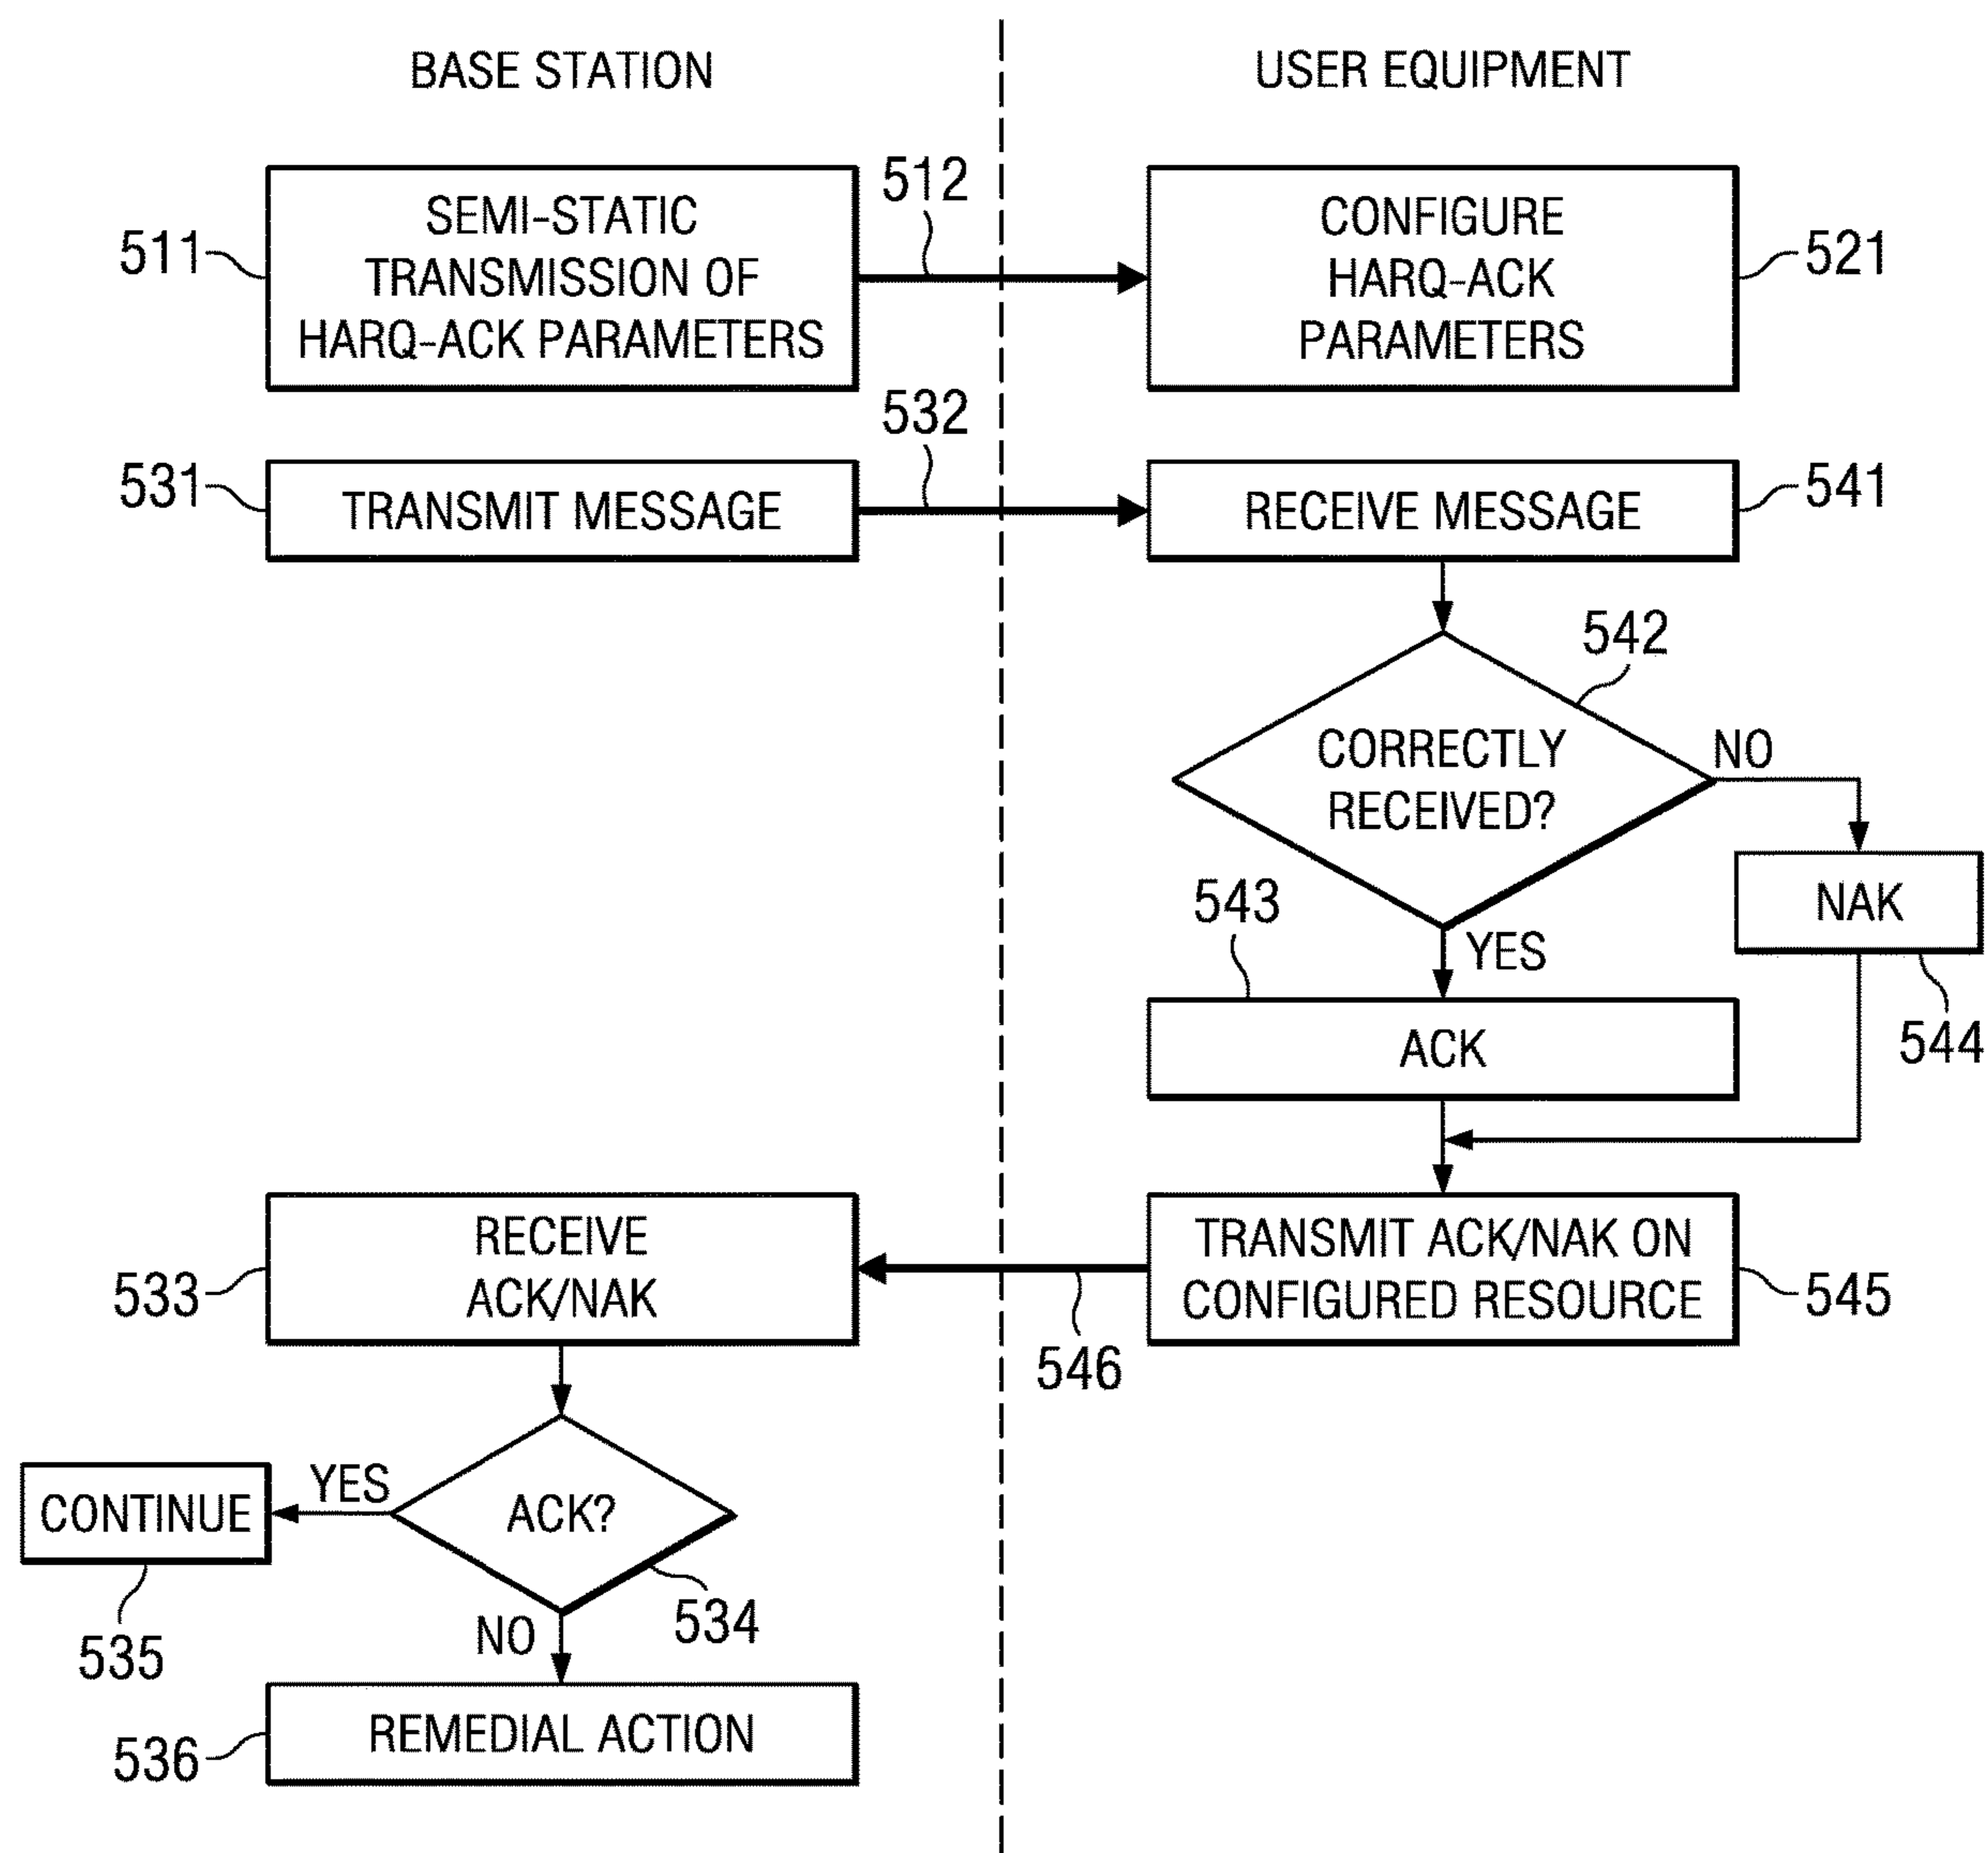 BASE STATION
USER EQUIPMENT
512
511
SEMI-STATIC
TRANSMISSION OF
HARQ-ACK PARAMETERS
CONFIGURE
HARQ-ACK
PARAMETERS
521
532
531
TRANSMIT MESSAGE
RECEIVE MESSAGE
541
542
CORRECTLY
RECEIVED?
NO
NAK
544
543
YES
ACK
533
RECEIVE
ACK/NAK
TRANSMIT ACK/NAK ON
CONFIGURED RESOURCE
545
546
CONTINUE
535
YES
ACK?
534
NO
536
REMEDIAL ACTION